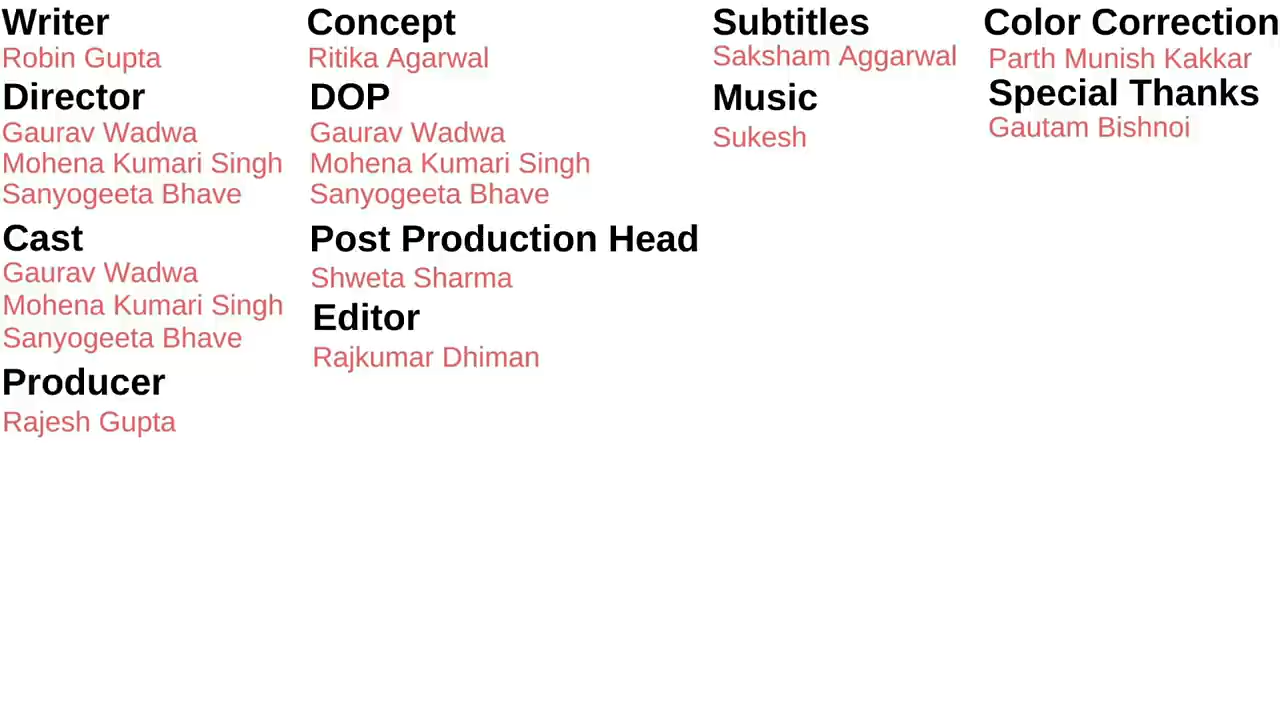 Writer
Robin Gupta
Director
Gaurav Wadwa
Mohena Kumari Singh
Sanyogeeta Bhave
Cast
Gaurav Wadwa
Mohena Kumari Singh
Sanyogeeta Bhave
Producer
Rajesh Gupta
Concept
Ritika Agarwal
DOP
Gaurav Wadwa
Mohena Kumari Singh
Sanyogeeta Bhave
Post Production Head
Shweta Sharma
Editor
Rajkumar Dhiman
Subtitles
Saksham Aggarwal
Music
Sukesh
Color Correction
Parth Munish Kakkar
Special Thanks
Gautam Bishnoi